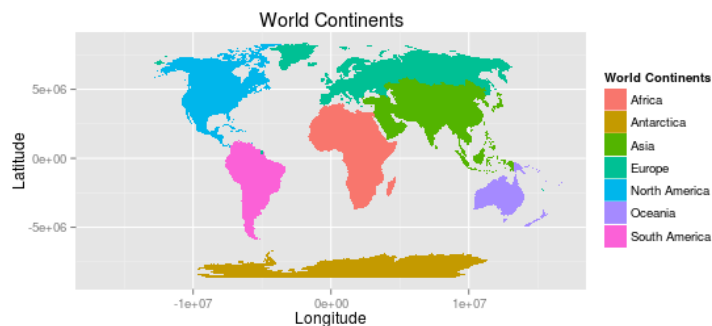 World Continents
Latitude
5e+06
0e+00
-5e+06
-1e+07
0e+00
1e+07
Longitude
World Continents
Africa
Antarctica
Asia
Europe
North America
Oceania
South America